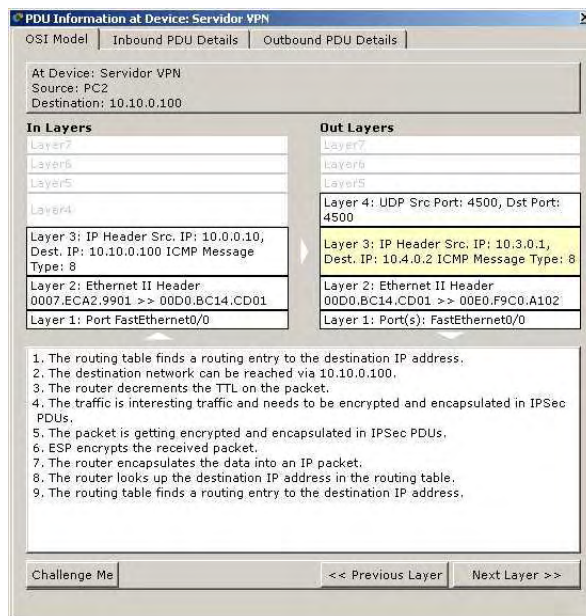 PDU Information at Device: Servidor VPN
OSI Model
Inbound PDU Details
Outbound PDU Details
At Device: Servidor VPN
Source: PC2
Destination: 10.10.0.100
In Layers
Layer7
Layer6
Layer5
Layer4
Layer 3: IP Header Src. IP: 10.0.0.10,
Dest. IP: 10.10.0.100 ICMP Message
Type: 8
Layer 2: Ethernet II Header
0007.ECA2.9901 >> 00D0.BC14.CD01
Layer 1: Port FastEthernet0/0
Out Layers
Layer7
Layer6
Layer5
Layer 4: UDP Src Port: 4500, Dst Port:
4500
Layer 3: IP Header Src. IP: 10.3.0.1,
Dest. IP: 10.4.0.2 ICMP Message Type: 8
Layer 2: Ethernet II Header
00D0.BC14.CD01 >> 00E0.F9C0.A102
Layer 1: Port(s): FastEthernet0/0
1. The routing table finds a routing entry to the destination IP address.
2. The destination network can be reached via 10.10.0.100.
3. The router decrements the TTL on the packet.
4. The traffic is interesting traffic and needs to be encrypted and encapsulated in IPSec
PDUs.
5. The packet is getting encrypted and encapsulated in IPSec PDUs.
6. ESP encrypts the received packet.
7. The router encapsulates the data into an IP packet.
8. The router looks up the destination IP address in the routing table.
9. The routing table finds a routing entry to the destination IP address.
Challenge Me
<< Previous Layer
Next Layer >>